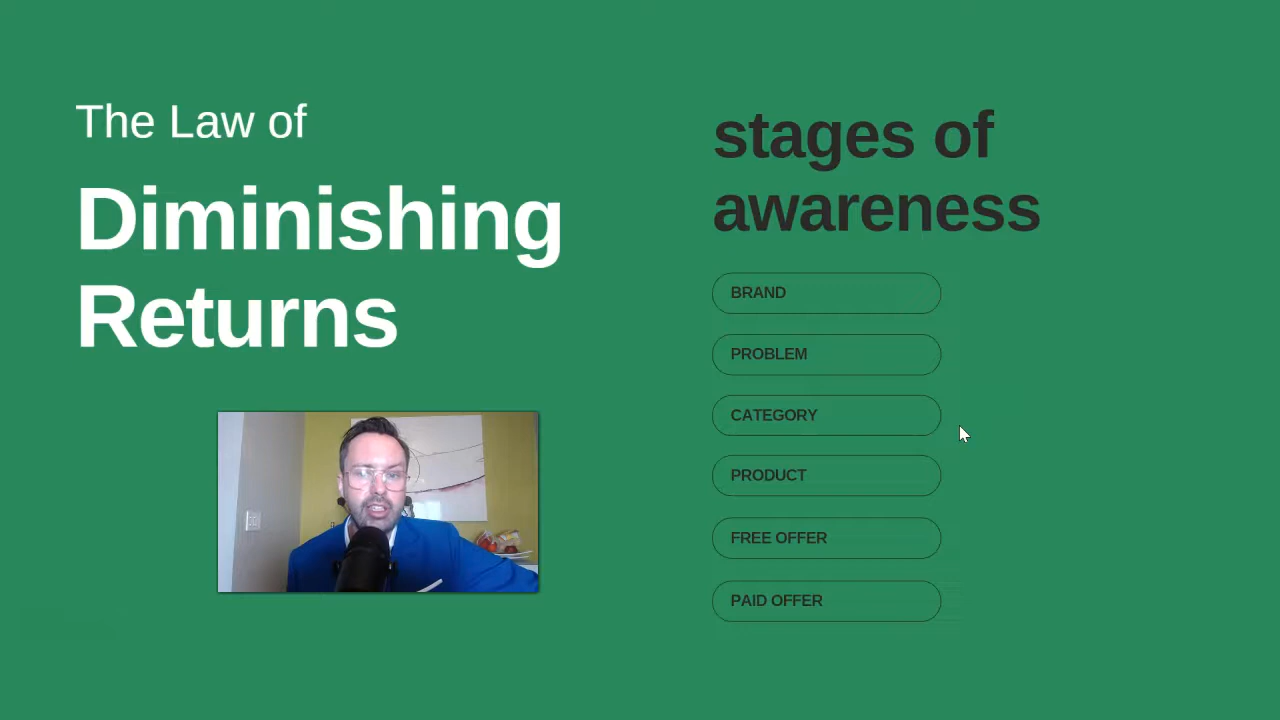 The Law of
Diminishing
Returns
stages of
awareness
BRAND
PROBLEM
CATEGORY
PRODUCT
FREE OFFER
PAID OFFER